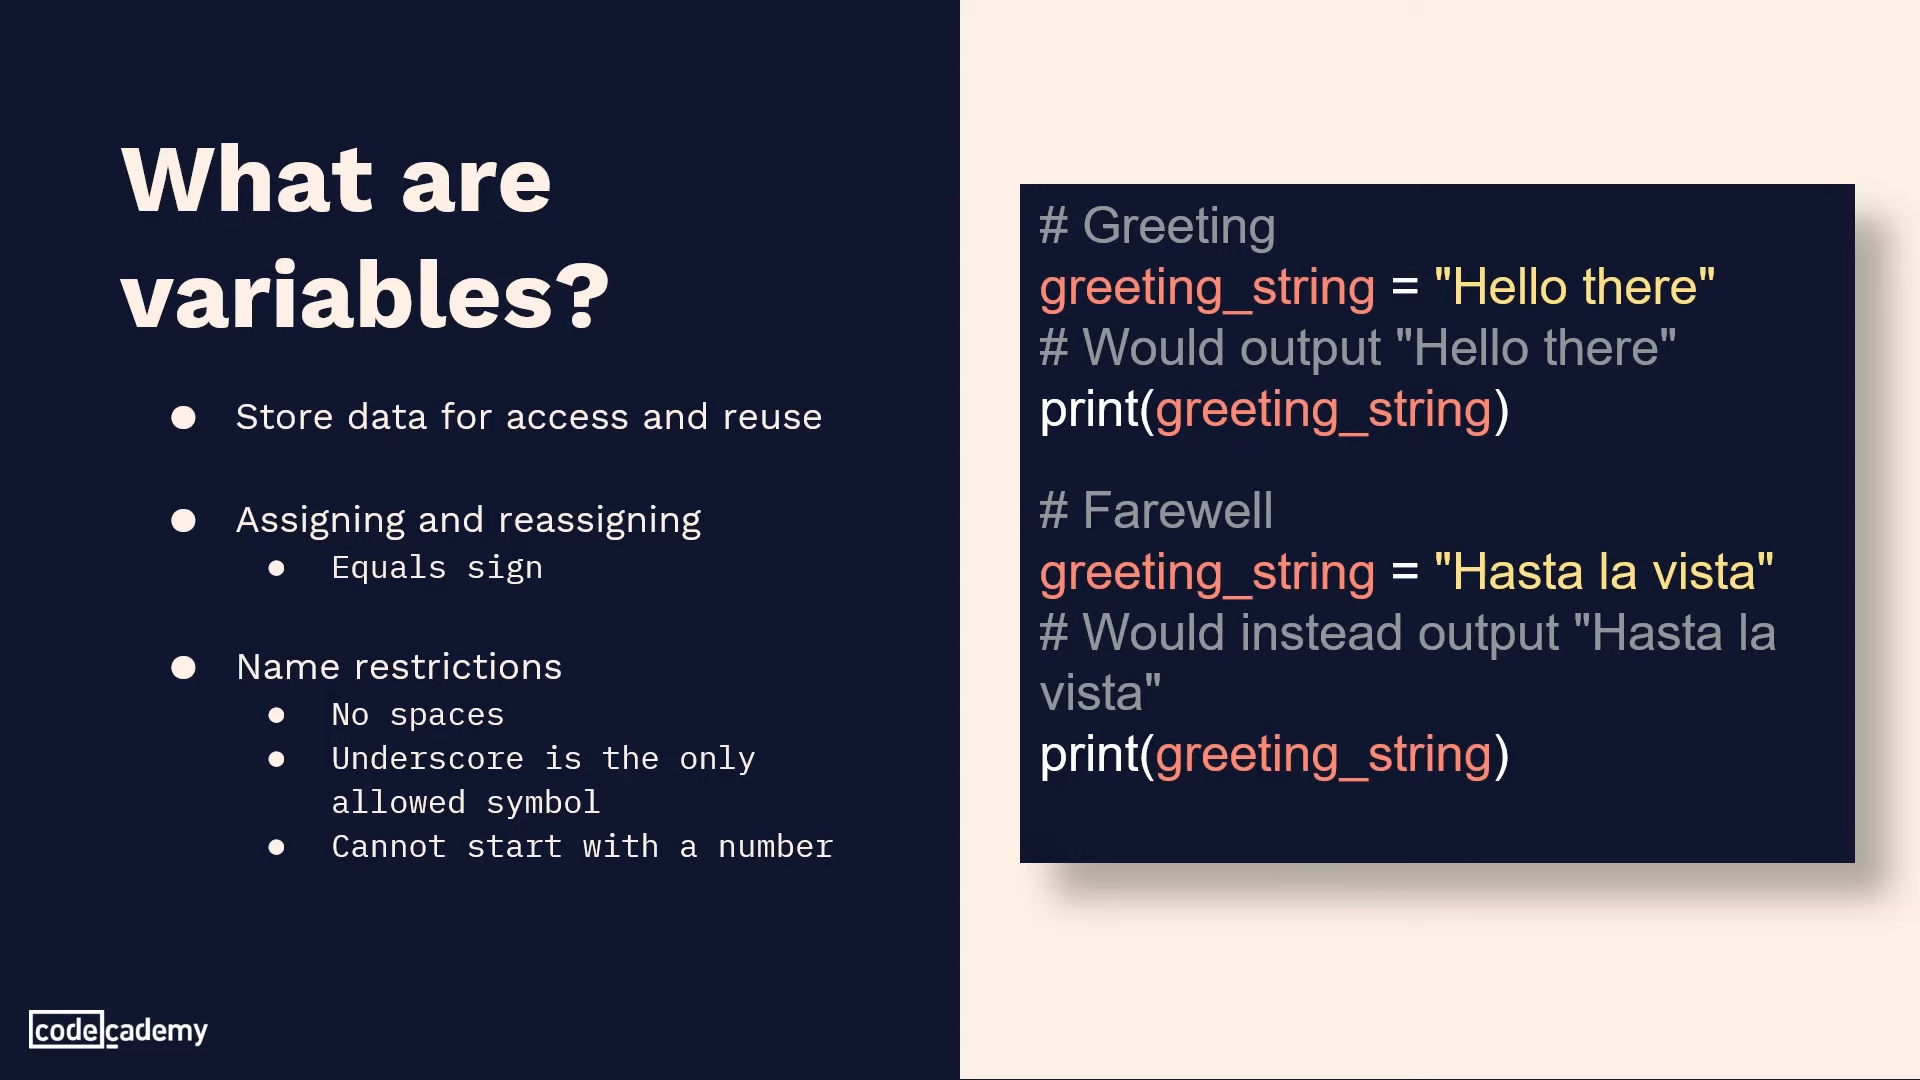 What are
variables?
● Store data for access and reuse
● Assigning and reassigning
● Equals sign
● Name restrictions
● No spaces
● Underscore is the only
allowed symbol
● Cannot start with a number
codecademy
# Greeting
greeting_string = "Hello there"
# Would output "Hello there"
print(greeting_string)
# Farewell
greeting_string = "Hasta la vista"
# Would instead output "Hasta la
vista"
print(greeting_string)